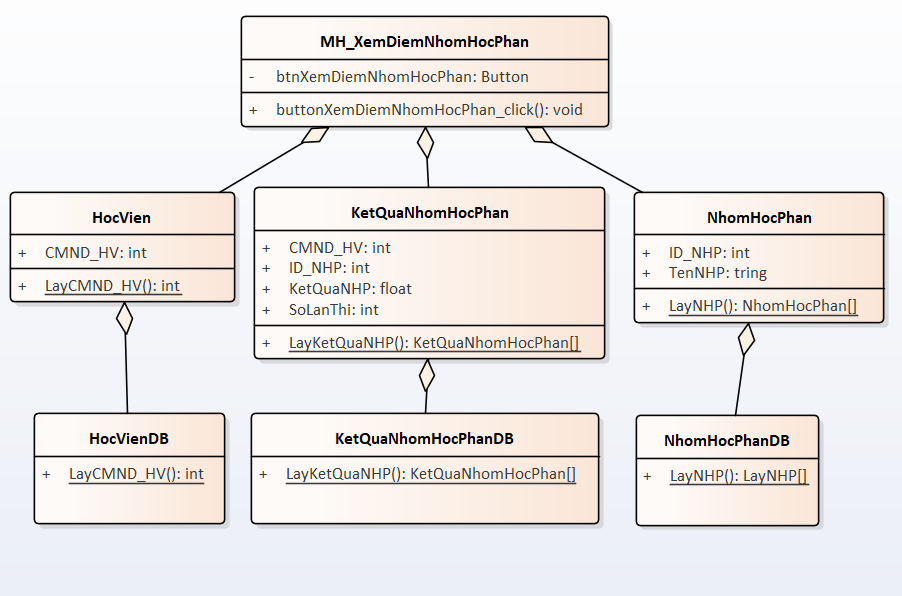 MH_XemDiemNhomHocPhan
- btnXemDiemNhomHocPhan: Button
+ buttonXemDiemNhomHocPhan_click(): void
HocVien
+ CMND_HV: int
+ LayCMND_HV(): int
KetQuaNhomHocPhan
+ CMND_HV: int
+ ID_NHP: int
+ KetQuaNHP: float
+ SoLanThi: int
+ LayKetQuaNHP(): KetQuaNhomHocPhan[]
NhomHocPhan
+ ID_NHP: int
+ TenNHP: tring
+ LayNHP(): NhomHocPhan[]
HocVienDB
+ LayCMND_HV(): int
KetQuaNhomHocPhanDB
+ LayKetQuaNHP(): KetQuaNhomHocPhan[]
NhomHocPhanDB
+ LayNHP(): LayNHP[]